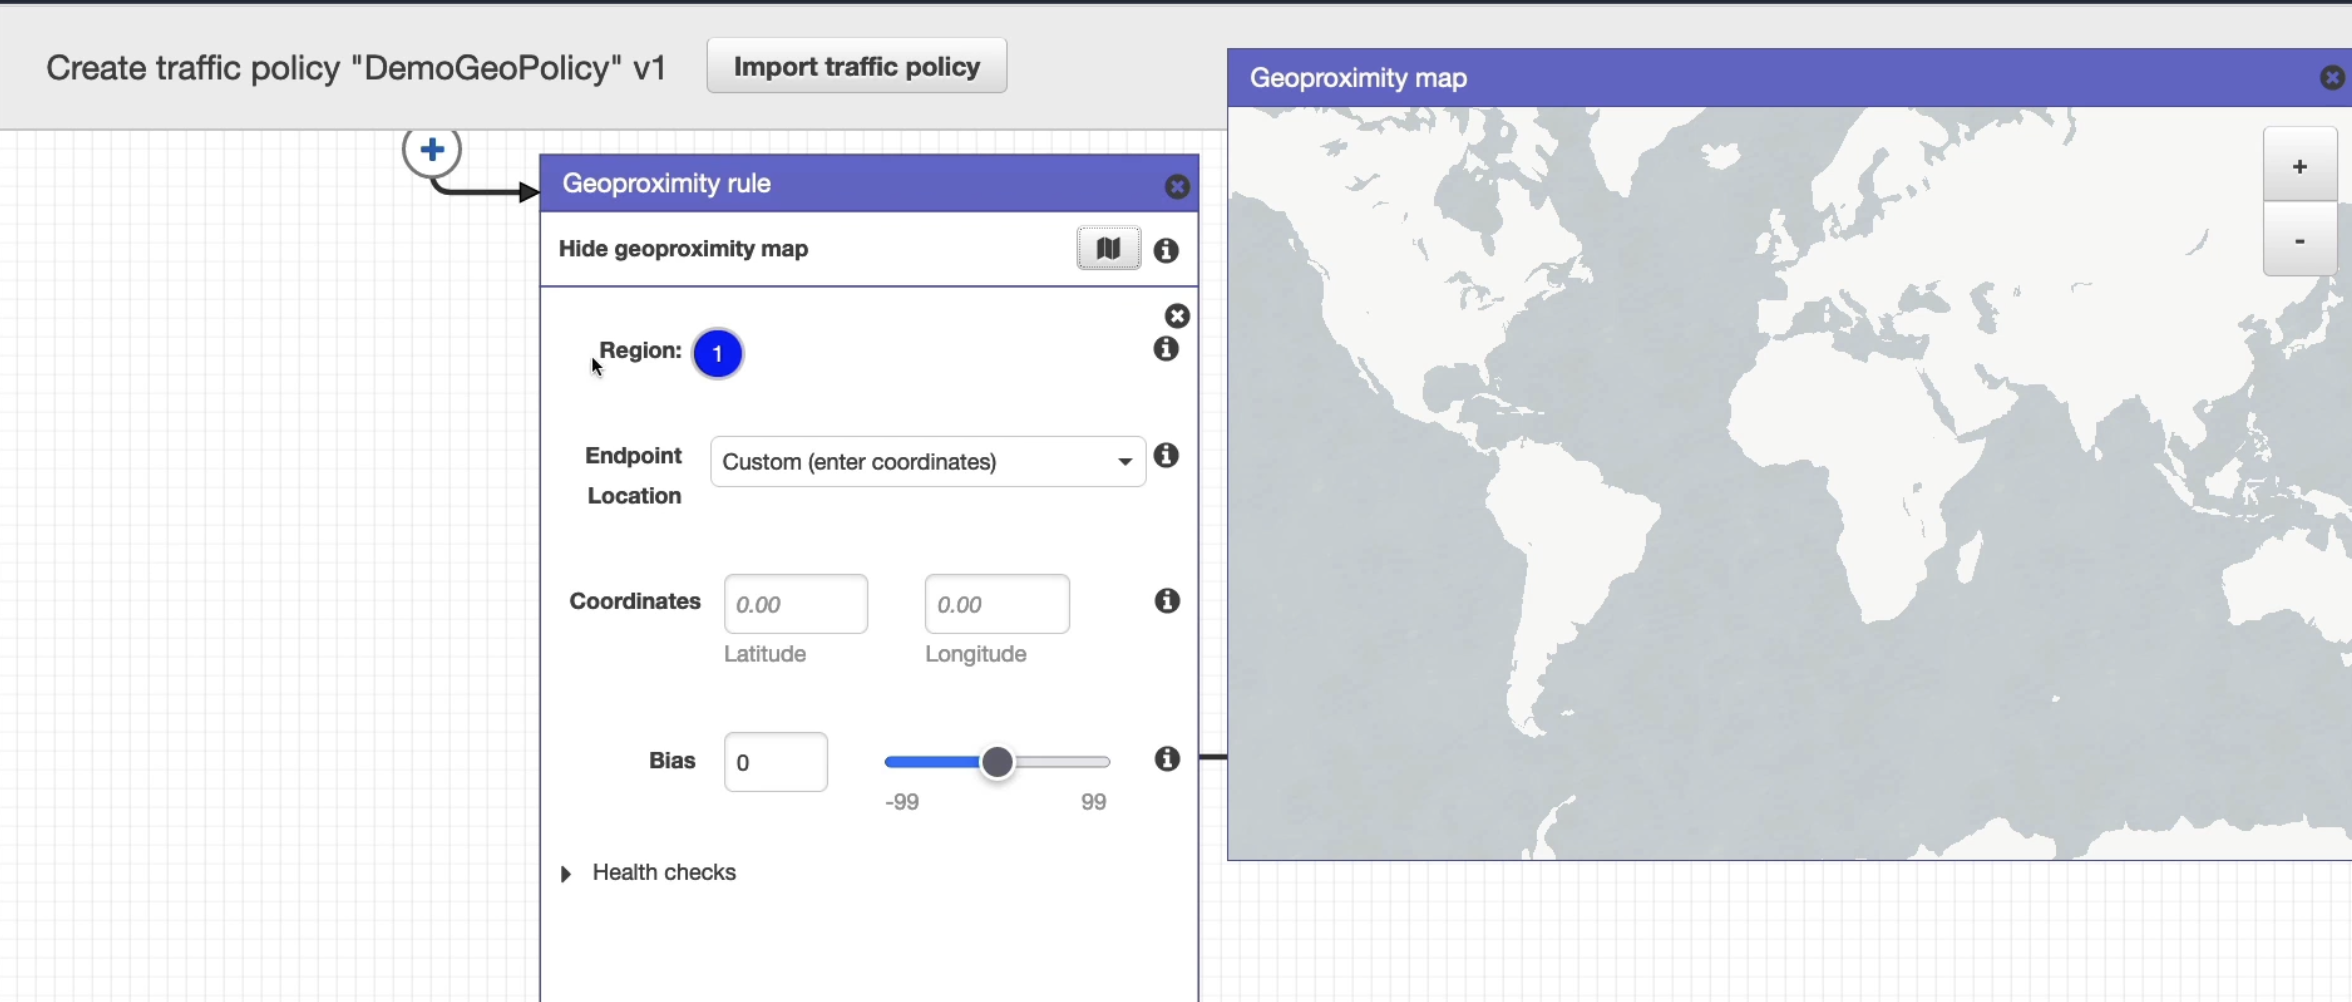 Create traffic policy "DemoGeoPolicy" v1
Import traffic policy
Geoproximity map
+
-
Geoproximity rule
Hide geoproximity map
Region: 1
Endpoint
Location
Custom (enter coordinates)
Coordinates
0.00
0.00
Latitude
Longitude
Bias
0
-99
99
Health checks